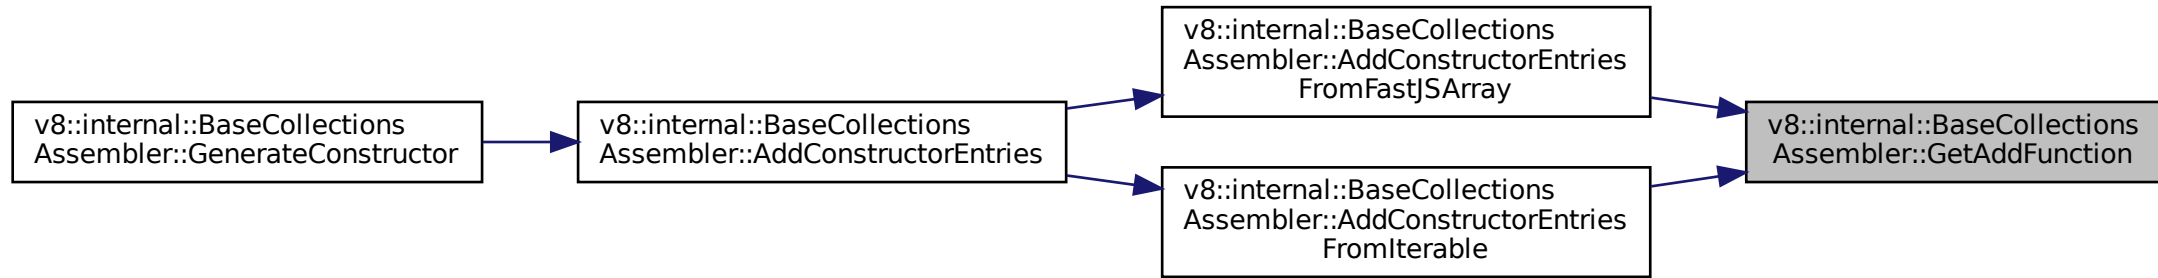 v8::internal::BaseCollections
Assembler::GenerateConstructor
v8::internal::BaseCollections
Assembler::AddConstructorEntries
v8::internal::BaseCollections
Assembler::AddConstructorEntries
FromFastJSArray
v8::internal::BaseCollections
Assembler::AddConstructorEntries
FromIterable
v8::internal::BaseCollections
Assembler::GetAddFunction